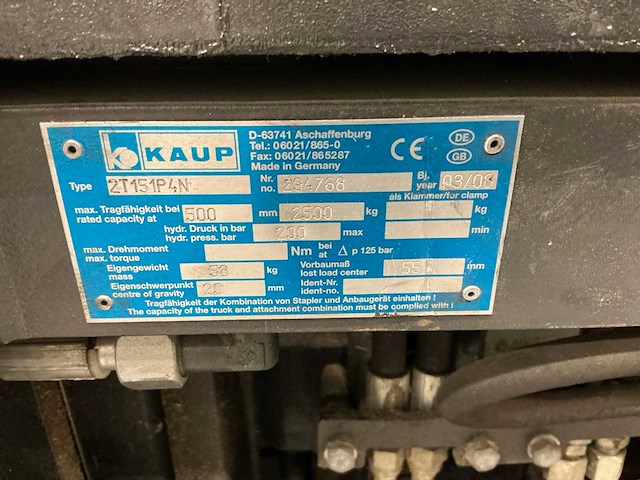 KAUP
D-63741 Aschaffenburg
Tel.: 06021/865-0
Fax: 06021/865287
Made in Germany
CE
DE
GB
Type 2T151P4N
Nr. no. 294768
Bj. year 03/08
als Klammer/for clamp
max. Tragfähigkeit bei
rated capacity at 500 mm 2500 kg kg
hydr. Druck in bar
hydr. press. bar 200 max min
max. Drehmoment
max. torque Nm bei at Δ p 125 bar
Eigengewicht
mass 58 kg
Vorbaumaß
lost load center 55 mm
Eigenschwerpunkt
centre of gravity 26 mm
Ident-Nr.
ident-no.
Tragfähigkeit der Kombination von Stapler und Anbaugerät einhalten !
The capacity of the truck and attachment combination must be complied with !